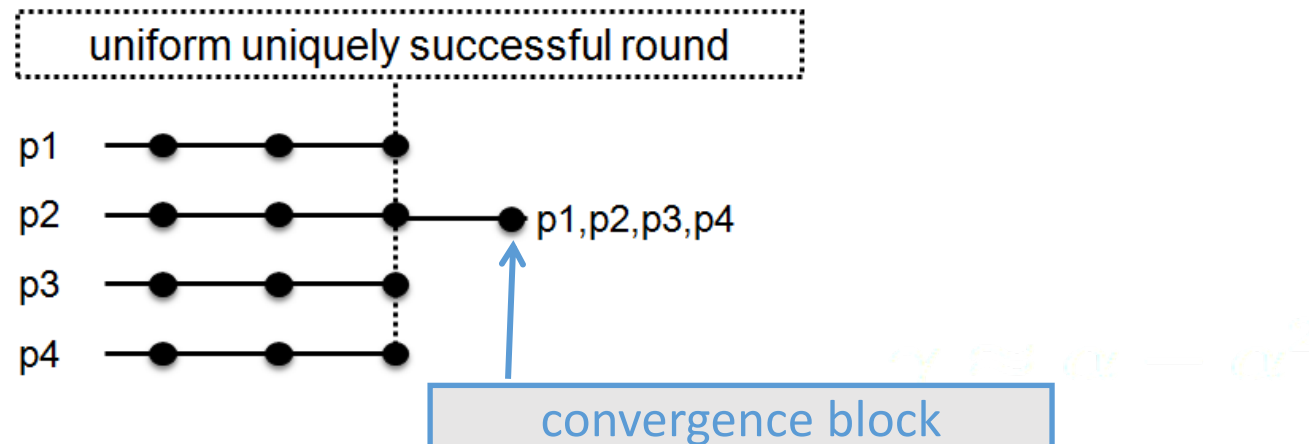 uniform uniquely successful round
p1
p2
p1,p2,p3,p4
p3
p4
convergence block